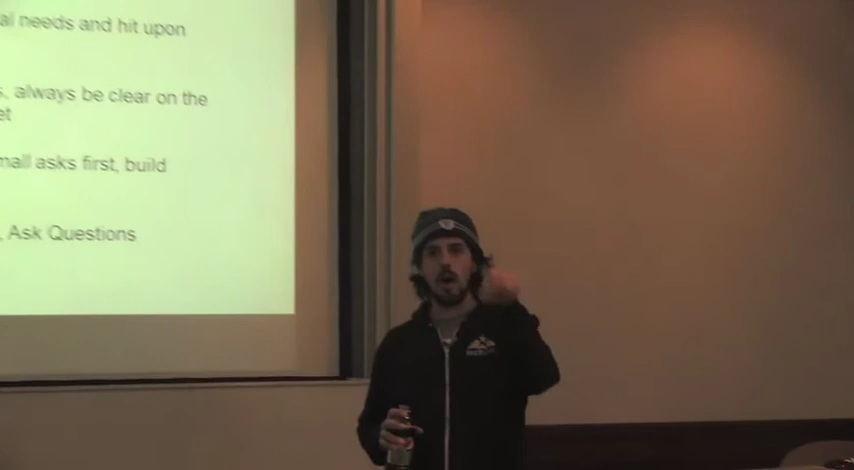 al needs and hit upon
s, always be clear on the
et
mall asks first, build
, Ask Questions